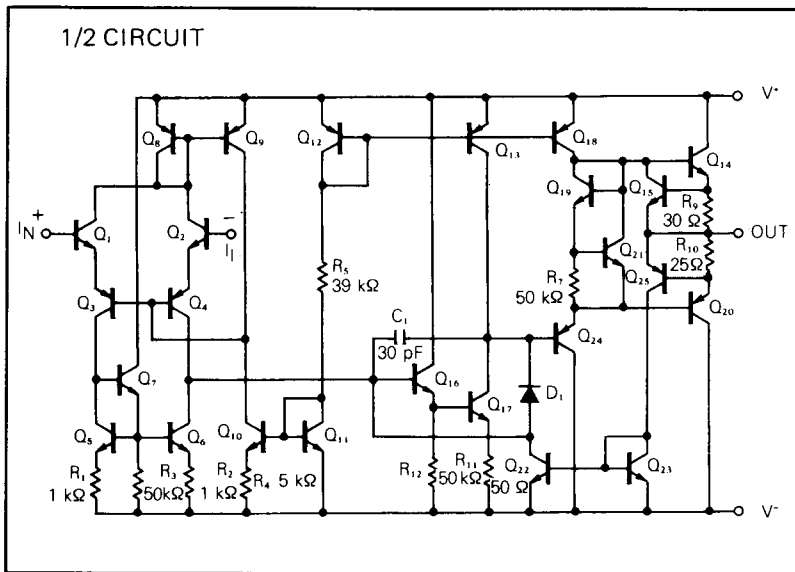 1/2 CIRCUIT
V+
Q8
Q9
Q12
Q13
Q18
Q14
Q19
Q15
R9
30 Ω
IN
+
Q1
Q2
−
II
OUT
Q21
R10
25Ω
Q25
R5
39 kΩ
R7
50 kΩ
Q3
Q4
Q20
C1
30 pF
Q24
Q7
Q16
D1
Q17
Q5
Q6
Q10
Q11
Q22
Q23
R1
1 kΩ
50kΩ
R3
R2
1 kΩ
R4
5 kΩ
R12
50 kΩ
R11
50 Ω
V-